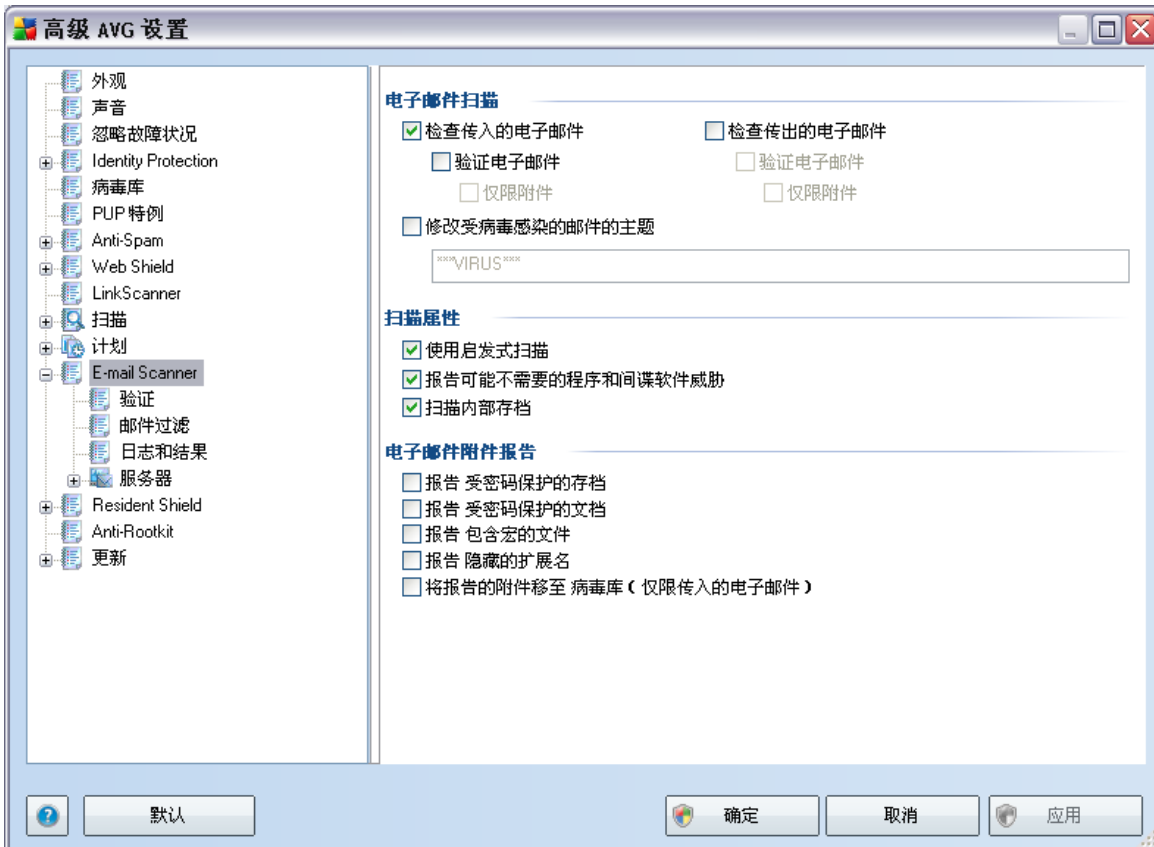 高级 AVG 设置
外观
声音
忽略故障状况
Identity Protection
病毒库
PUP 特例
Anti-Spam
Web Shield
LinkScanner
扫描
计划
E-mail Scanner
验证
邮件过滤
日志和结果
服务器
Resident Shield
Anti-Rootkit
更新
电子邮件扫描
检查传入的电子邮件 检查传出的电子邮件
验证电子邮件 验证电子邮件
仅限附件 仅限附件
修改受病毒感染的邮件的主题
***VIRUS***
扫描属性
使用启发式扫描
报告可能不需要的程序和间谍软件威胁
扫描内部存档
电子邮件附件报告
报告 受密码保护的存档
报告 受密码保护的文档
报告 包含宏的文件
报告 隐藏的扩展名
将报告的附件移至 病毒库（仅限传入的电子邮件）
默认 确定 取消 应用